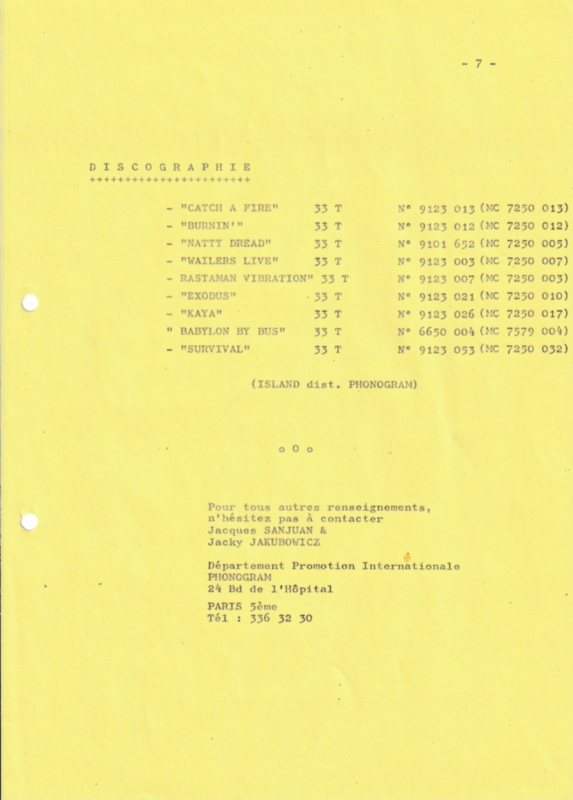 - 7 -
D I S C O G R A P H I E
+++++++++++++++++++++++
- "CATCH A FIRE" 33 T N° 9123 013 (MC 7250 013)
- "BURNIN'" 33 T N° 9123 012 (MC 7250 012)
- "NATTY DREAD" 33 T N° 9101 652 (MC 7250 005)
- "WAILERS LIVE" 33 T N° 9123 003 (MC 7250 007)
- RASTAMAN VIBRATION" 33 T N° 9123 007 (MC 7250 003)
- "EXODUS" 33 T N° 9123 021 (MC 7250 010)
- "KAYA" 33 T N° 9123 026 (MC 7250 017)
" BABYLON BY BUS" 33 T N° 6650 004 (MC 7579 004)
- "SURVIVAL" 33 T N° 9123 053 (MC 7250 032)
(ISLAND dist. PHONOGRAM)
o O o
Pour tous autres renseignements,
n'hésitez pas à contacter
Jacques SANJUAN &
Jacky JAKUBOWICZ
Département Promotion Internationale
PHONOGRAM
24 Bd de l'Hôpital
PARIS 5ème
Tél : 336 32 30